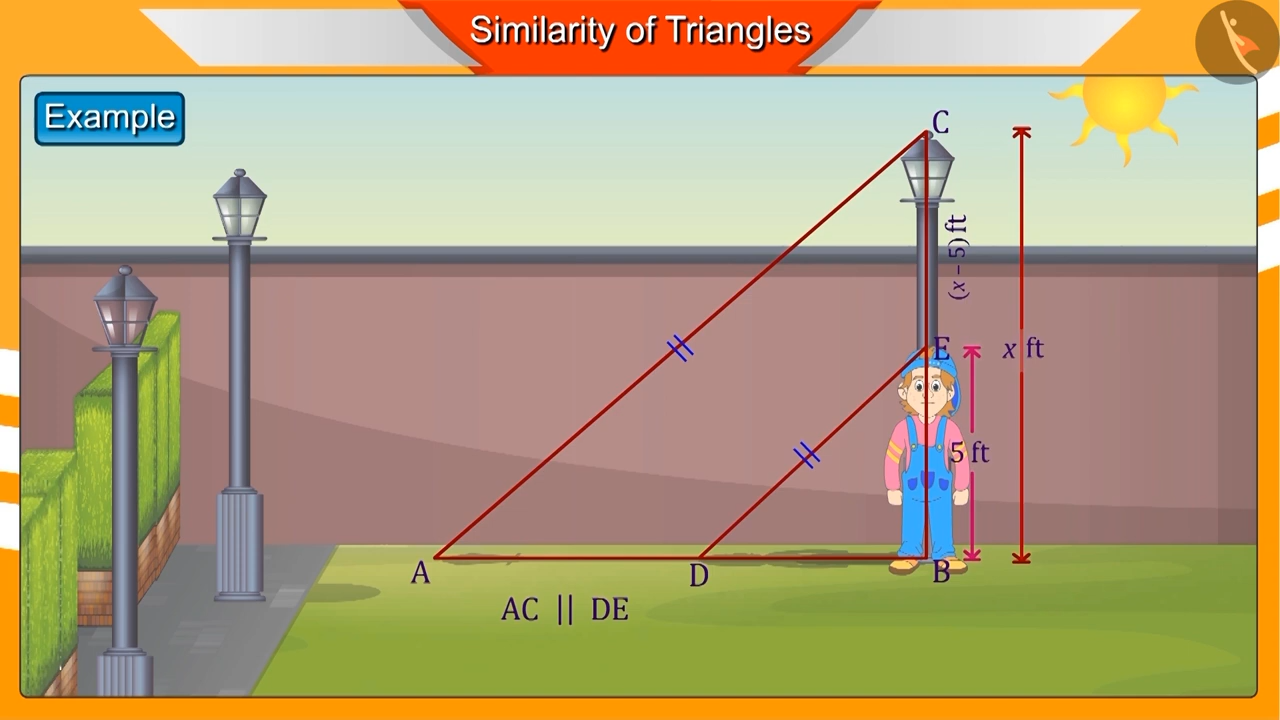 Similarity of Triangles
Example
C
(x – 5) ft
E
x ft
5 ft
A
D
B
AC || DE